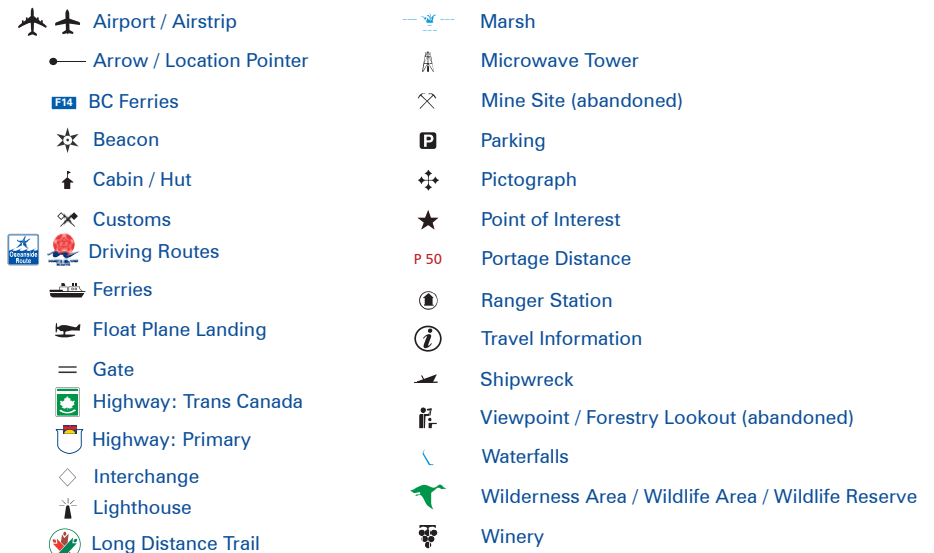 Airport / Airstrip
Arrow / Location Pointer
F14 BC Ferries
Beacon
Cabin / Hut
Customs
Oceanside
Route
Driving Routes
Ferries
Float Plane Landing
Gate
Highway: Trans Canada
Highway: Primary
Interchange
Lighthouse
Long Distance Trail
Marsh
Microwave Tower
Mine Site (abandoned)
P Parking
Pictograph
Point of Interest
P 50 Portage Distance
Ranger Station
i Travel Information
Shipwreck
Viewpoint / Forestry Lookout (abandoned)
Waterfalls
Wilderness Area / Wildlife Area / Wildlife Reserve
Winery